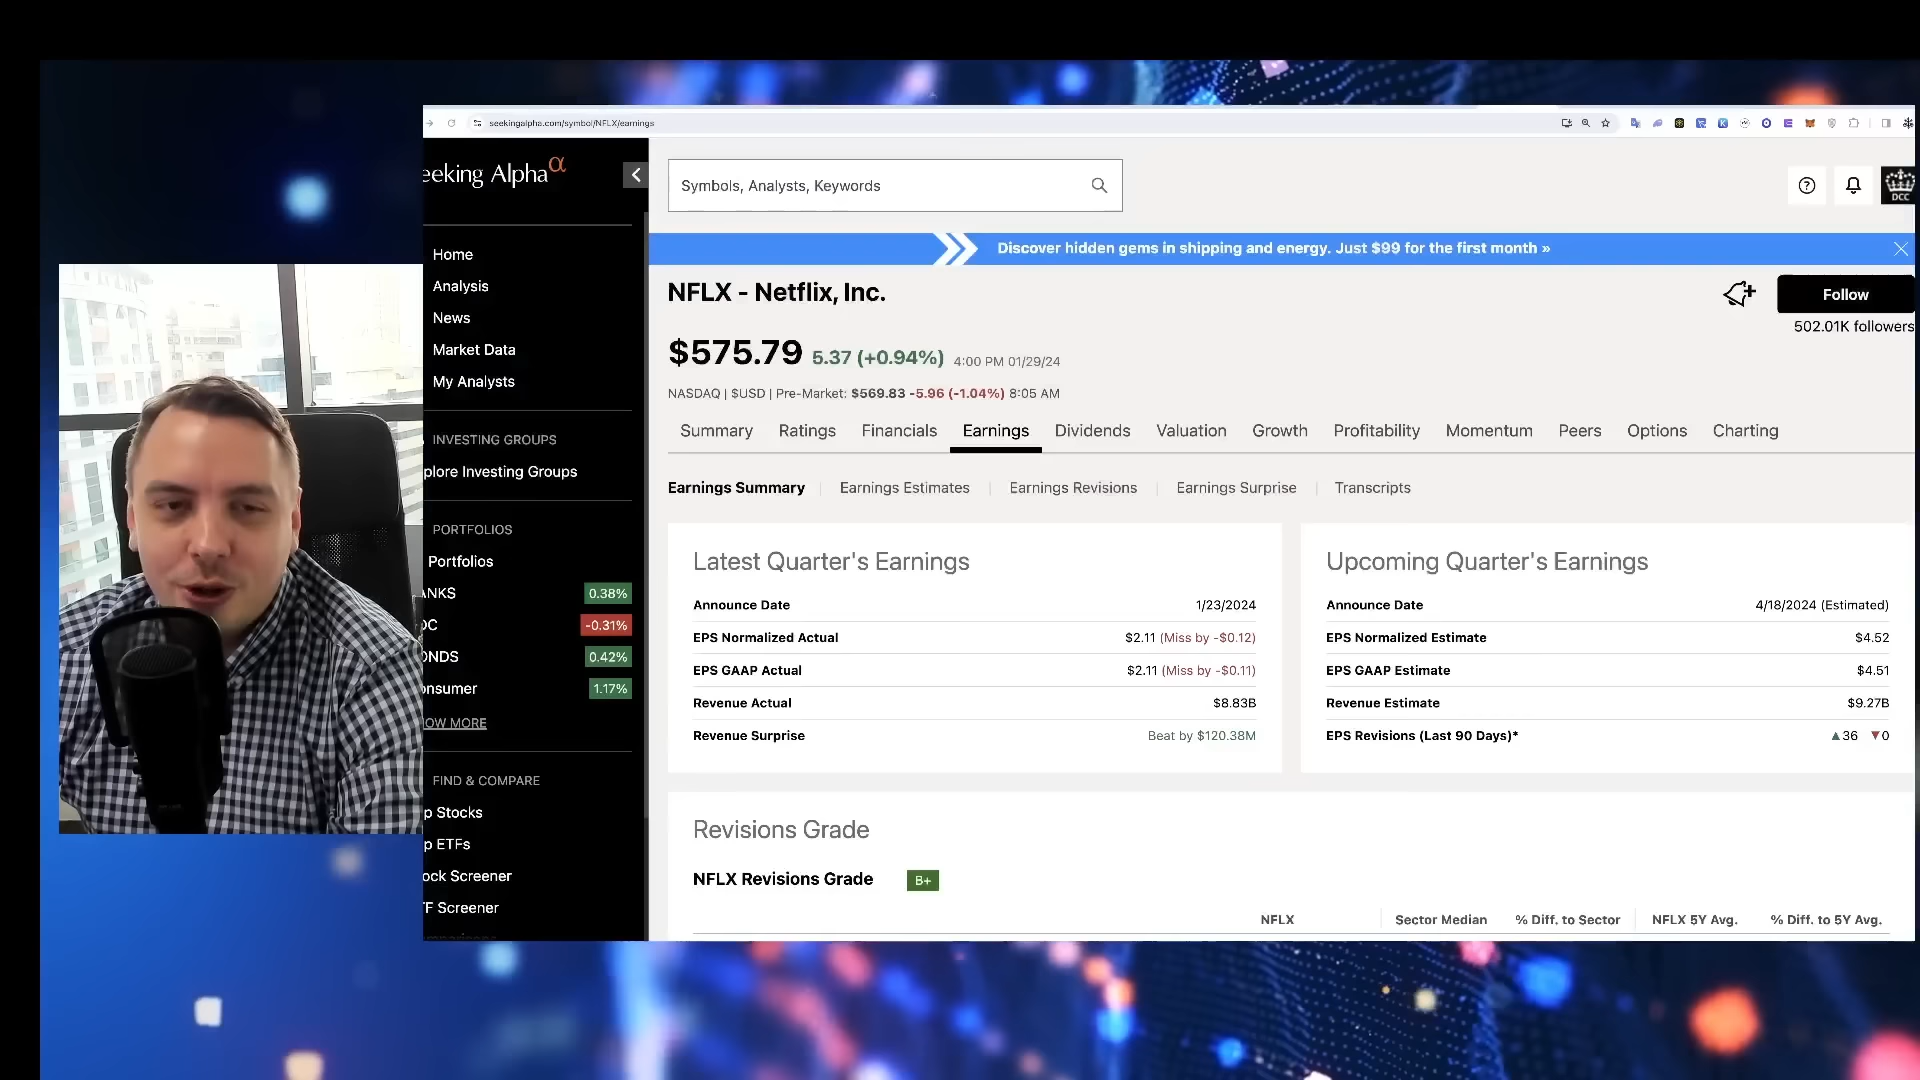 seekingalpha.com/symbol/NFLX/earnings
eeking Alpha α
Symbols, Analysts, Keywords
DCC
Discover hidden gems in shipping and energy. Just $99 for the first month »
Home
Analysis
News
Market Data
My Analysts
INVESTING GROUPS
plore Investing Groups
PORTFOLIOS
Portfolios
ANKS 0.38%
OC -0.31%
ONDS 0.42%
onsumer 1.17%
OW MORE
FIND & COMPARE
p Stocks
p ETFs
ock Screener
TF Screener
NFLX - Netflix, Inc.
Follow
502.01K followers
$575.79 5.37 (+0.94%) 4:00 PM 01/29/24
NASDAQ | $USD | Pre-Market: $569.83 -5.96 (-1.04%) 8:05 AM
Summary Ratings Financials Earnings Dividends Valuation Growth Profitability Momentum Peers Options Charting
Earnings Summary | Earnings Estimates | Earnings Revisions | Earnings Surprise | Transcripts
Latest Quarter's Earnings
Announce Date 1/23/2024
EPS Normalized Actual $2.11 (Miss by -$0.12)
EPS GAAP Actual $2.11 (Miss by -$0.11)
Revenue Actual $8.83B
Revenue Surprise Beat by $120.38M
Upcoming Quarter's Earnings
Announce Date 4/18/2024 (Estimated)
EPS Normalized Estimate $4.52
EPS GAAP Estimate $4.51
Revenue Estimate $9.27B
EPS Revisions (Last 90 Days)* ▲36 ▼0
Revisions Grade
NFLX Revisions Grade B+
NFLX Sector Median % Diff. to Sector NFLX 5Y Avg. % Diff. to 5Y Avg.